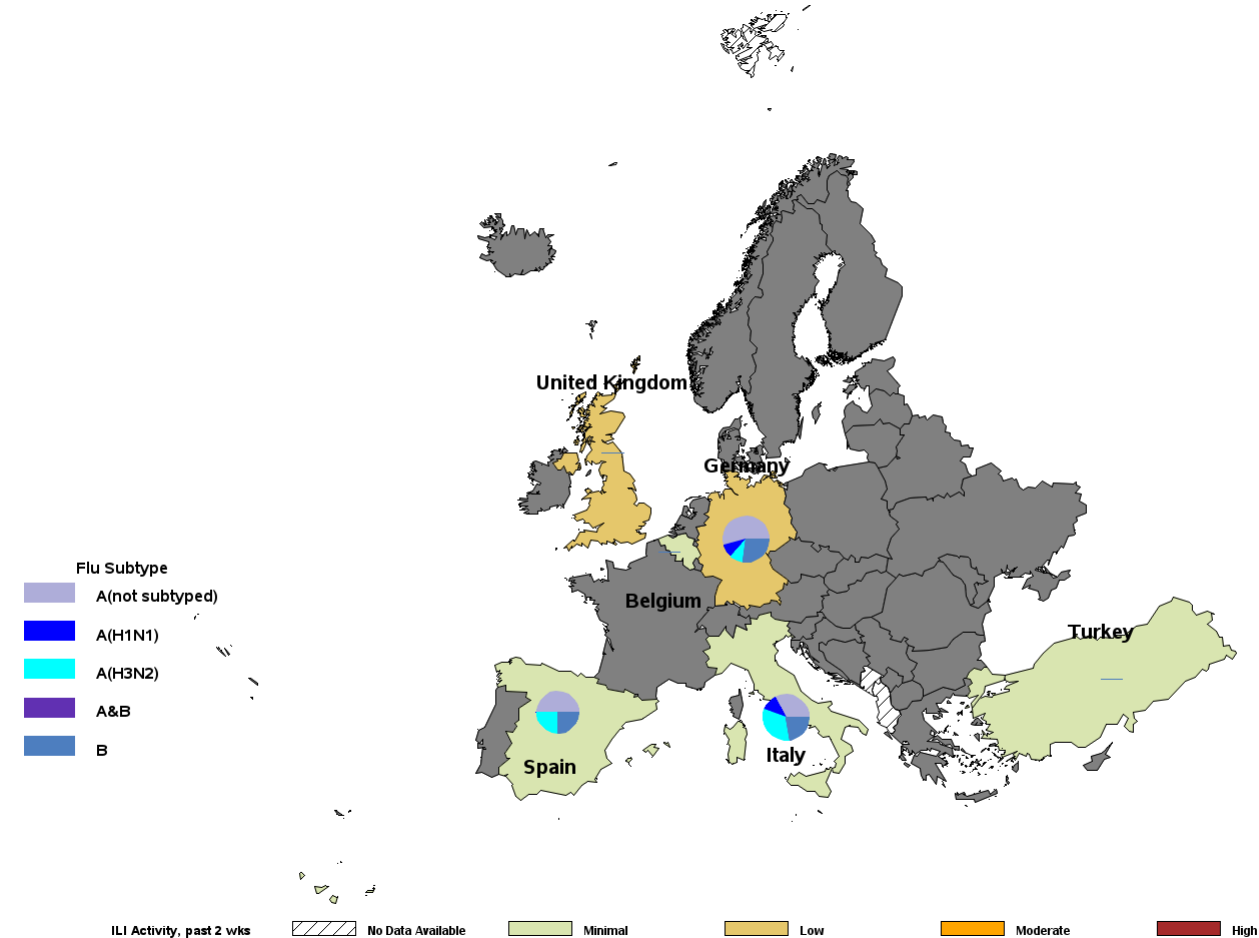 United Kingdom
Germany
Flu Subtype
A(not subtyped)
Belgium
A(H1N1)
Turkey
A(H3N2)
A&B
B
Italy
Spain
ILI Activity, past 2 wks No Data Available Minimal Low Moderate High